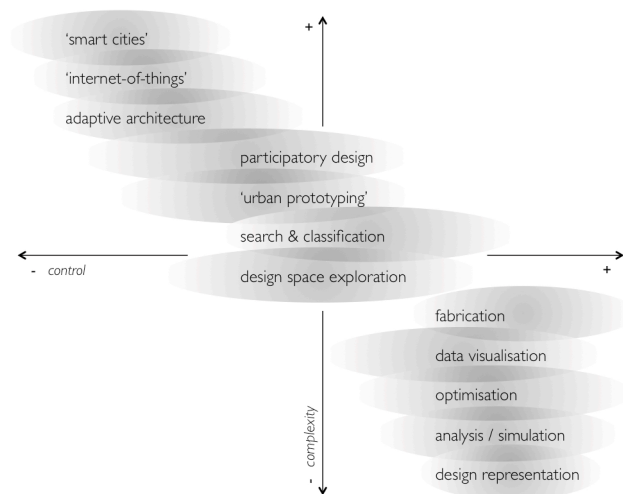 'smart cities'
+
'internet-of-things'
adaptive architecture
participatory design
'urban prototyping'
search & classification
- control
+
design space exploration
fabrication
data visualisation
optimisation
analysis / simulation
- complexity
design representation